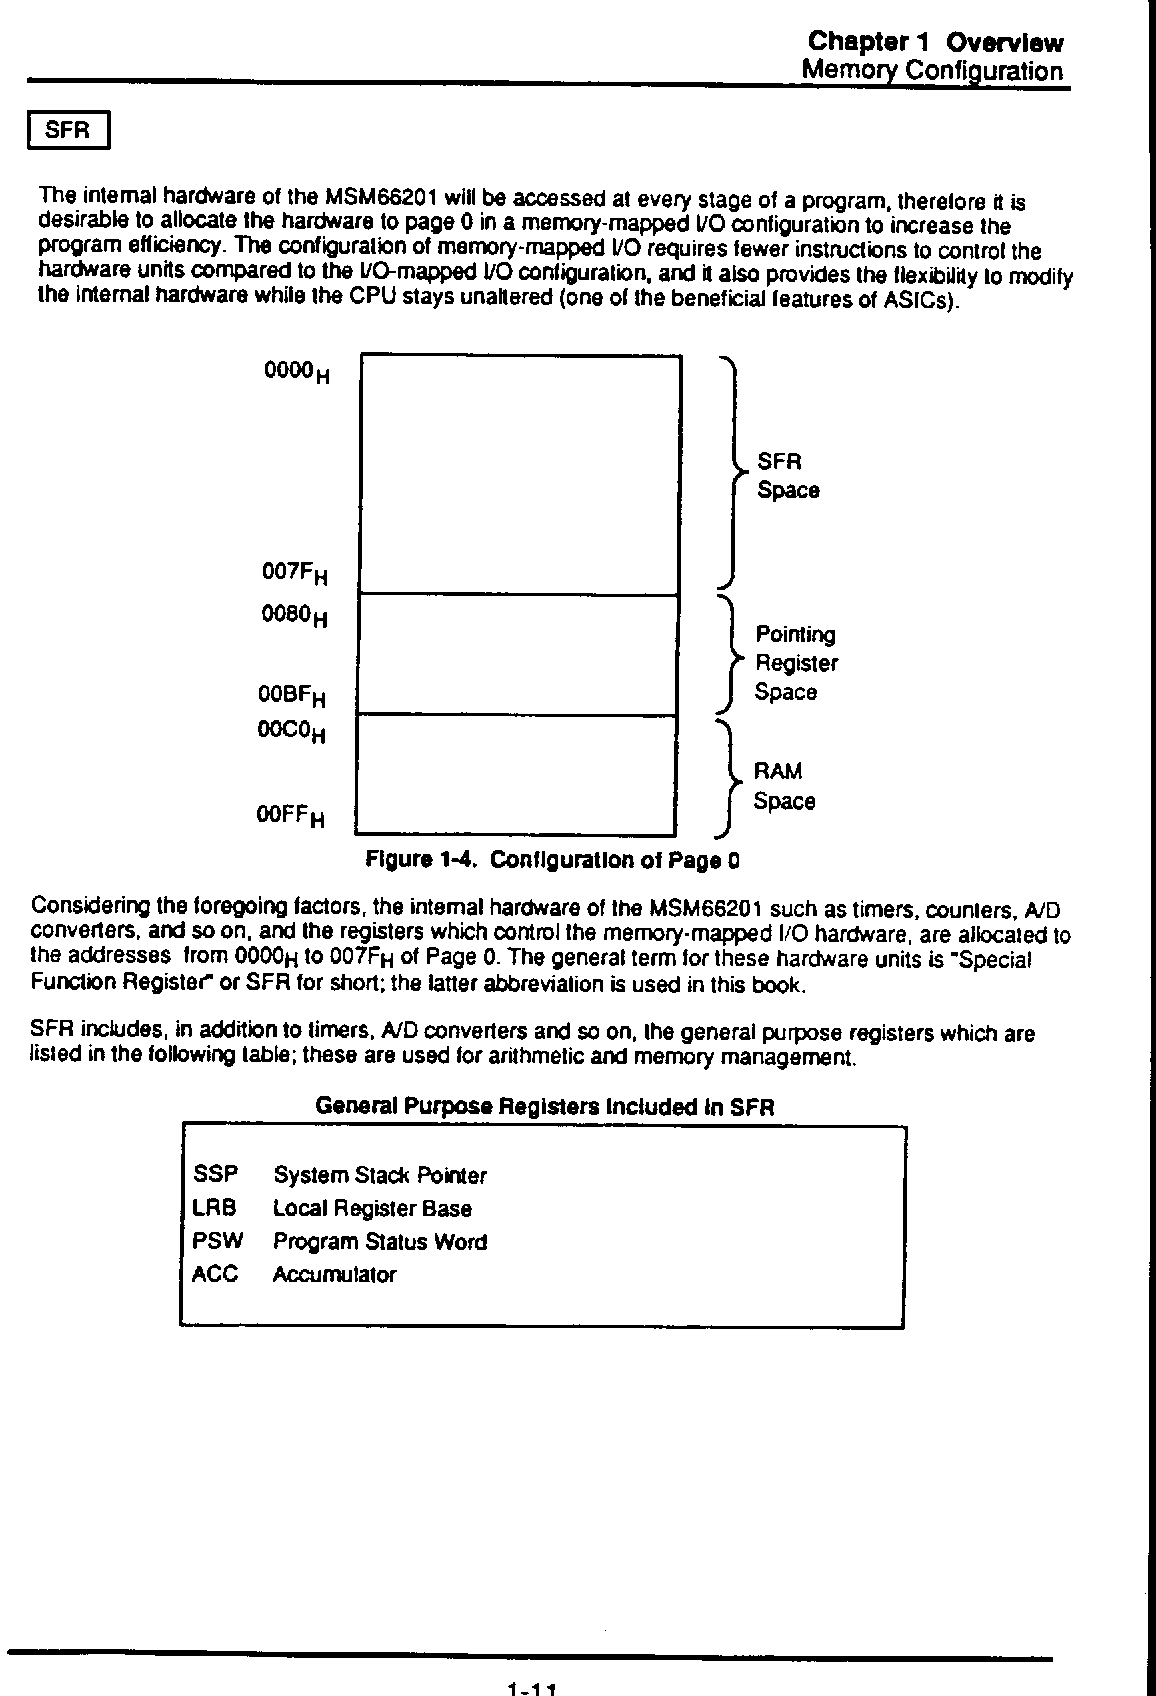 Chapter 1 Overview
Memory Configuration
SFR
The internal hardware of the MSM66201 will be accessed at every stage of a program, therefore it is
desirable to allocate the hardware to page 0 in a memory-mapped I/O configuration to increase the
program efficiency. The configuration of memory-mapped I/O requires fewer instructions to control the
hardware units compared to the I/O-mapped I/O configuration, and it also provides the flexibility to modify
the internal hardware while the CPU stays unaltered (one of the beneficial features of ASICs).
0000H
SFR
Space
007FH
0080H
Pointing
Register
Space
00BFH
00C0H
RAM
Space
00FFH
Figure 1-4. Configuration of Page 0
Considering the foregoing factors, the internal hardware of the MSM66201 such as timers, counters, A/D
converters, and so on, and the registers which control the memory-mapped I/O hardware, are allocated to
the addresses from 0000H to 007FH of Page 0. The general term for these hardware units is "Special
Function Register" or SFR for short; the latter abbreviation is used in this book.
SFR includes, in addition to timers, A/D converters and so on, the general purpose registers which are
listed in the following table; these are used for arithmetic and memory management.
General Purpose Registers Included in SFR
SSP System Stack Pointer
LRB Local Register Base
PSW Program Status Word
ACC Accumulator
1-11